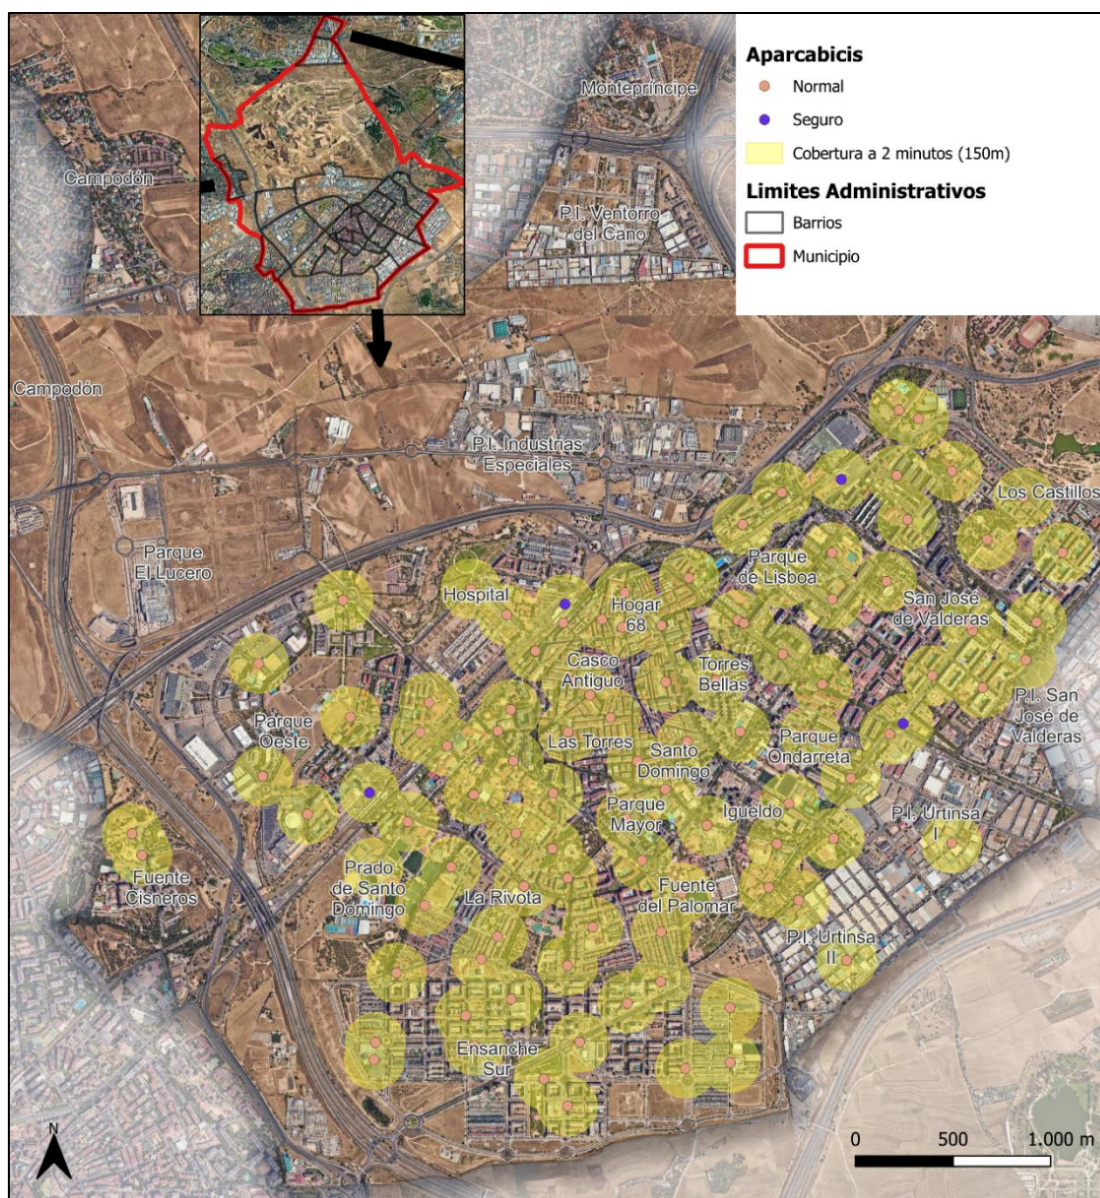 Aparcabicis
Normal
Seguro
Cobertura a 2 minutos (150m)
Limites Administrativos
Barrios
Municipio
Montepríncipe
Campodón
P.I. Ventorro
del Cano
Campodón
P.I. Industrias
Especiales
Los Castillos
Parque
El Lucero
Parque
de Lisboa
Hospital
Hogar
68
San José
de Valderas
Casco
Antiguo
Torres
Bellas
P.I. San
José de
Valderas
Parque
Oeste
Las Torres
Santo
Domingo
Parque
Ondarreta
Parque
Mayor
Igueldo
P.I. Urtinsa
I
Fuente
Cisneros
Prado
de Santo
Domingo
La Rivota
Fuente
del Palomar
P.I. Urtinsa
II
Ensanche
Sur
N
0 500 1.000 m